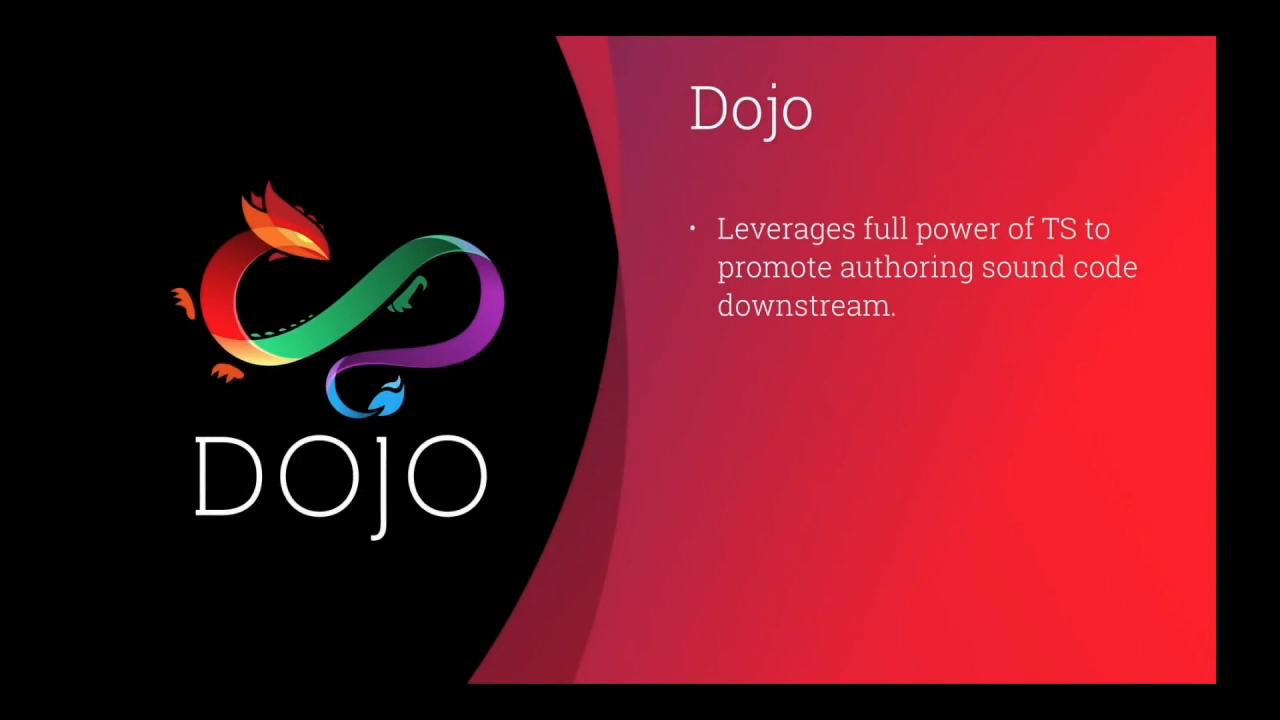 DOJO
Dojo
• Leverages full power of TS to
promote authoring sound code
downstream.